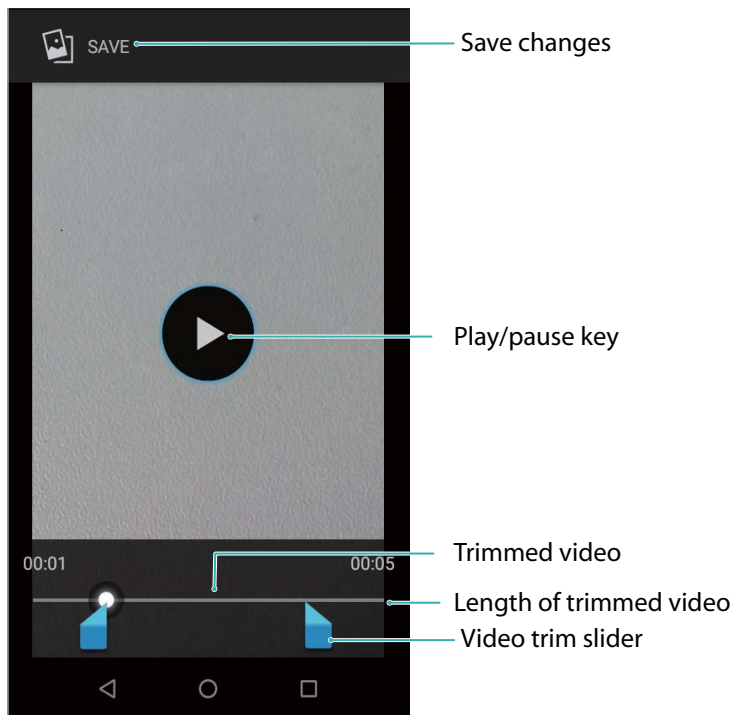 SAVE
Save changes
Play/pause key
Trimmed video
00:01
00:05
Length of trimmed video
Video trim slider